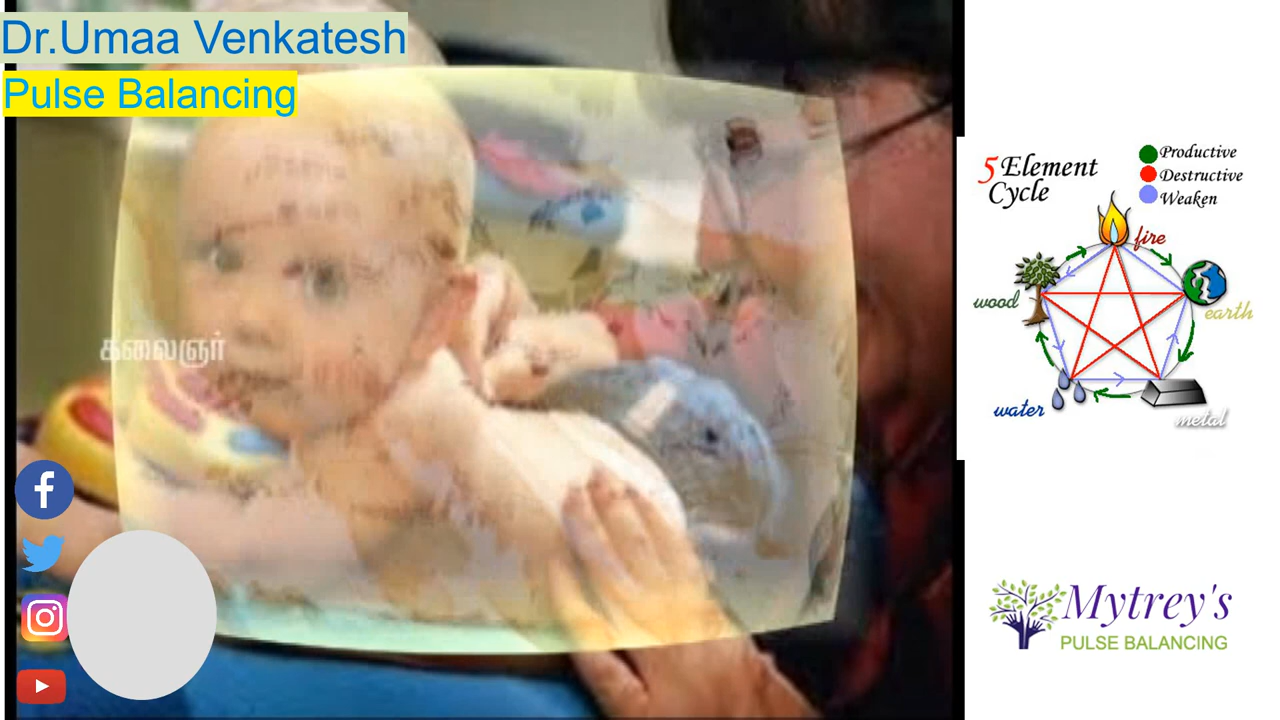 Dr.Umaa Venkatesh
Pulse Balancing
கலைஞர்
5 Element
Cycle
Productive
Destructive
Weaken
fire
wood
earth
water
metal
Mytrey's
PULSE BALANCING